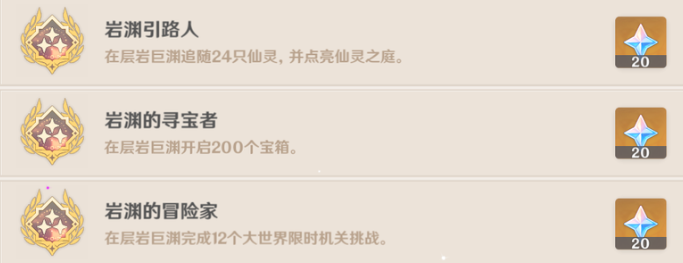 岩渊引路人
在层岩巨渊追随24只仙灵，并点亮仙灵之庭。
20
岩渊的寻宝者
在层岩巨渊开启200个宝箱。
20
岩渊的冒险家
在层岩巨渊完成12个大世界限时机关挑战。
20